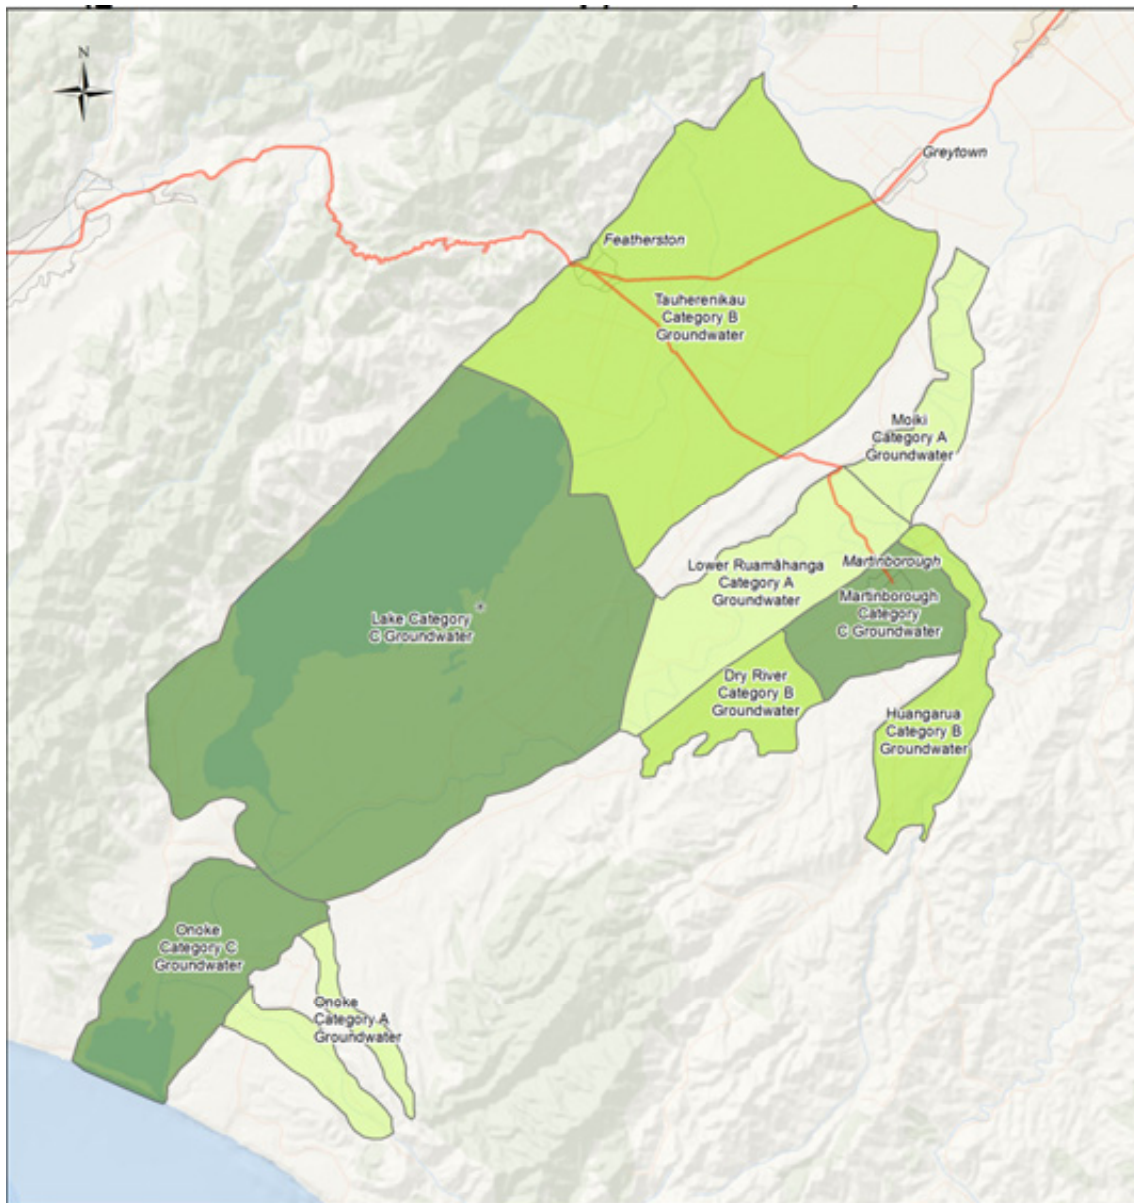 N
Greytown
Featherston
Tauherenikau
Category B
Groundwater
Moiki
Category A
Groundwater
Lower Ruamāhanga
Category A
Groundwater
Martinborough
Martinborough
Category
C Groundwater
Lake Category
C Groundwater
Dry River
Category B
Groundwater
Huangarua
Category B
Groundwater
Onoke
Category C
Groundwater
Onoke
Category A
Groundwater